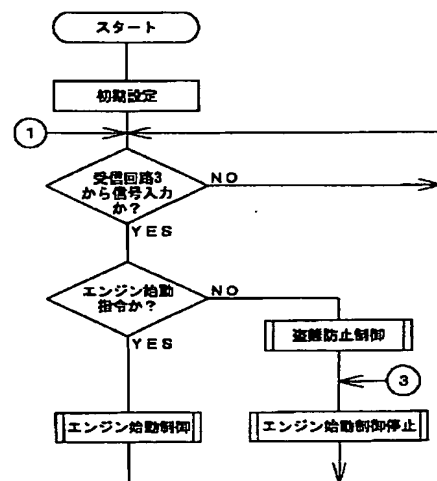 スタート
初期設定
1
受信回路3
から信号入力
か?
NO
YES
エンジン始動
指令か?
NO
YES
盗難防止制御
3
エンジン始動制御
エンジン始動制御停止